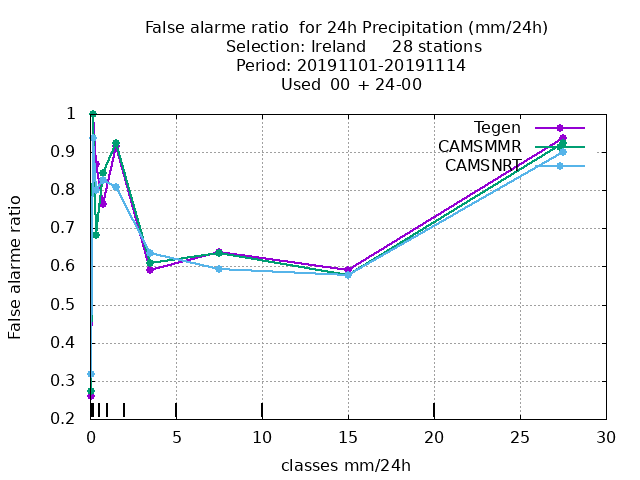 False alarme ratio  for 24h Precipitation (mm/24h)
Selection: Ireland     28 stations
Period: 20191101-20191114
Used  00 + 24-00
Tegen
CAMSMMR
CAMSNRT
1
0.9
0.8
0.7
0.6
0.5
0.4
0.3
0.2
False alarme ratio
0 5 10 15 20 25 30
classes mm/24h